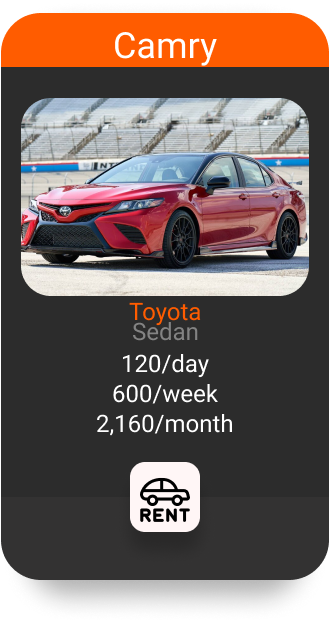 Camry
Toyota
Sedan
120/day
600/week
2,160/month
RENT